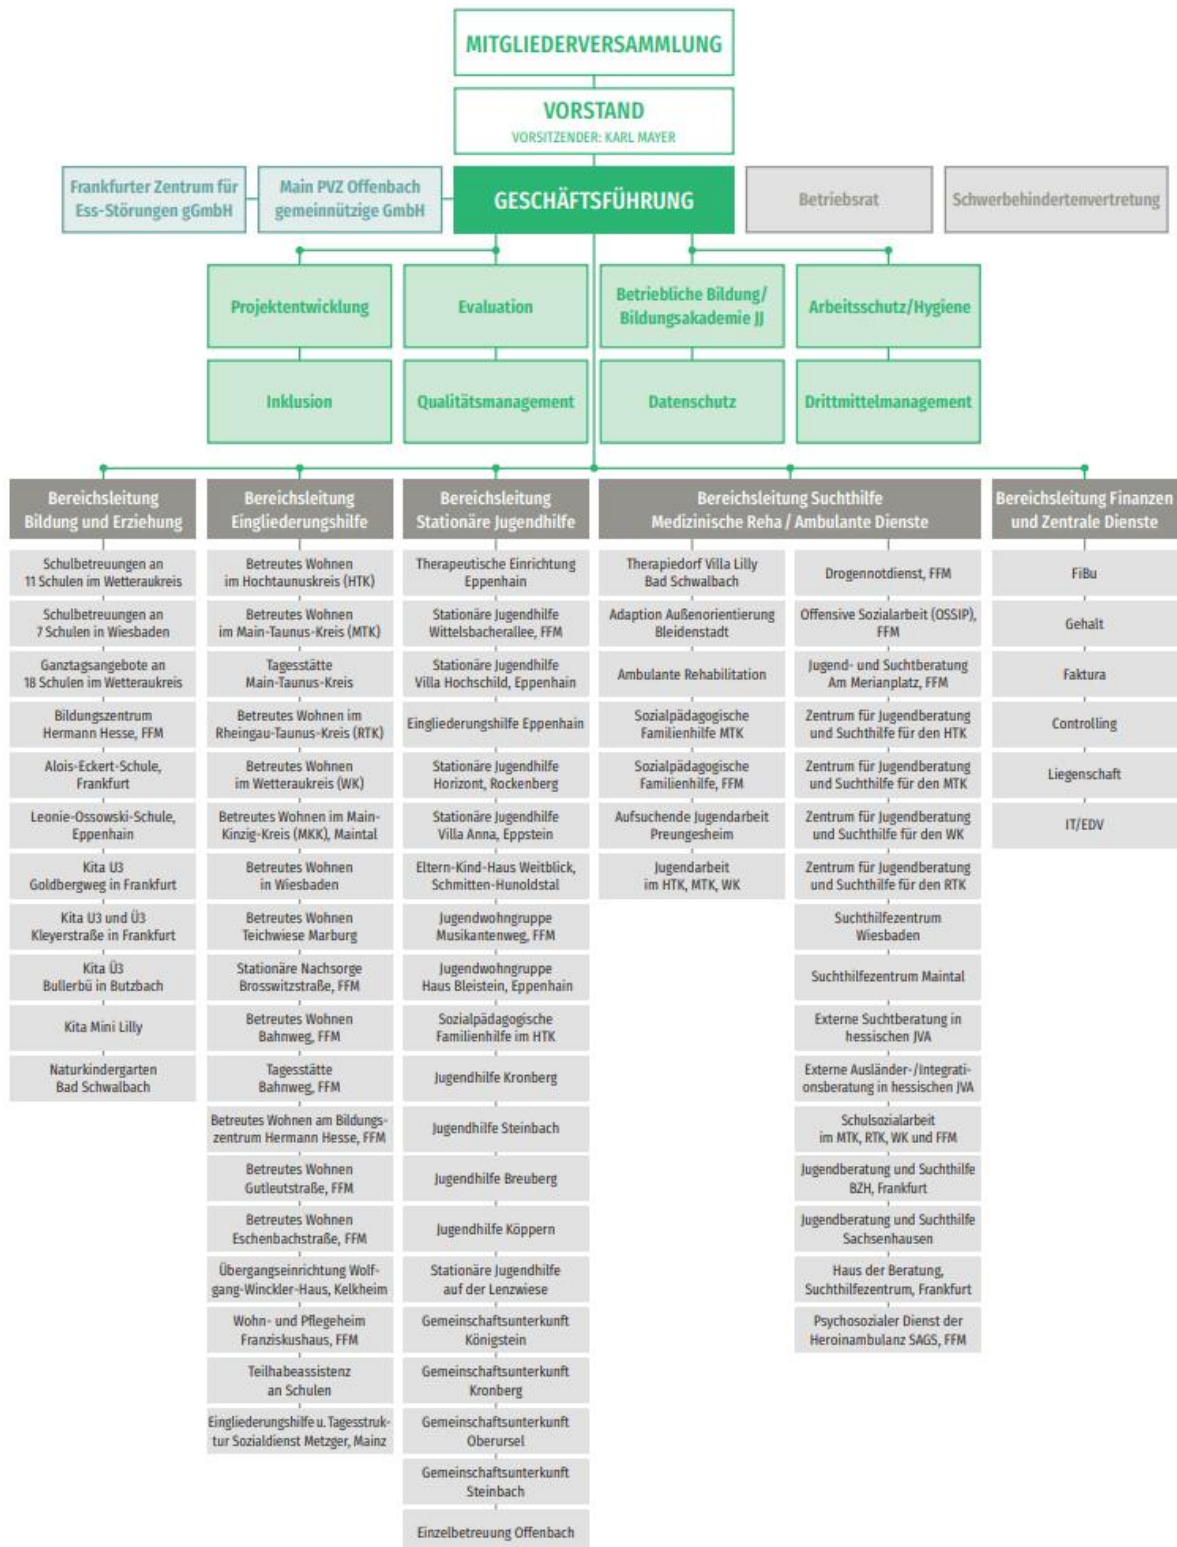 MITGLIEDERVERSAMMLUNG
VORSTAND
VORSITZENDER: KARL MAYER
Frankfurter Zentrum für
Ess-Störungen gGmbH
Main PVZ Offenbach
gemeinnützige GmbH
GESCHÄFTSFÜHRUNG
Betriebsrat
Schwerbehindertenvertretung
Projektentwicklung
Evaluation
Betriebliche Bildung/
Bildungsakademie JJ
Arbeitsschutz/Hygiene
Inklusion
Qualitätsmanagement
Datenschutz
Drittmittelmanagement
Bereichsleitung
Bildung und Erziehung
Schulbetreuungen an
11 Schulen im Wetteraukreis
Schulbetreuungen an
7 Schulen in Wiesbaden
Ganztagsangebote an
18 Schulen im Wetteraukreis
Bildungszentrum
Hermann Hesse, FFM
Alois-Eckert-Schule,
Frankfurt
Leonie-Ossowski-Schule,
Eppenhain
Kita U3
Goldbergweg in Frankfurt
Kita U3 und Ü3
Kleyerstraße in Frankfurt
Kita Ü3
Bullerbü in Butzbach
Kita Mini Lilly
Naturkindergarten
Bad Schwalbach
Bereichsleitung
Eingliederungshilfe
Betreutes Wohnen
im Hochtaunuskreis (HTK)
Betreutes Wohnen
im Main-Taunus-Kreis (MTK)
Tagesstätte
Main-Taunus-Kreis
Betreutes Wohnen im
Rheingau-Taunus-Kreis (RTK)
Betreutes Wohnen
im Wetteraukreis (WK)
Betreutes Wohnen im Main-
Kinzig-Kreis (MKK), Maintal
Betreutes Wohnen
in Wiesbaden
Betreutes Wohnen
Teichwiese Marburg
Stationäre Nachsorge
Brosswitzstraße, FFM
Betreutes Wohnen
Bahnweg, FFM
Tagesstätte
Bahnweg, FFM
Betreutes Wohnen am Bildungs-
zentrum Hermann Hesse, FFM
Betreutes Wohnen
Gutleutstraße, FFM
Betreutes Wohnen
Eschenbachstraße, FFM
Übergangseinrichtung Wolf-
gang-Winckler-Haus, Kelkheim
Wohn- und Pflegeheim
Franziskushaus, FFM
Teilhabeassistenz
an Schulen
Eingliederungshilfe u. Tagesstruk-
tur Sozialdienst Metzger, Mainz
Bereichsleitung
Stationäre Jugendhilfe
Therapeutische Einrichtung
Eppenhain
Stationäre Jugendhilfe
Wittelsbacherallee, FFM
Stationäre Jugendhilfe
Villa Hochschild, Eppenhain
Eingliederungshilfe Eppenhain
Stationäre Jugendhilfe
Horizont, Rockenberg
Stationäre Jugendhilfe
Villa Anna, Eppstein
Eltern-Kind-Haus Weitblick,
Schmitten-Hunoldstal
Jugendwohngruppe
Musikantenweg, FFM
Jugendwohngruppe
Haus Bleistein, Eppenhain
Sozialpädagogische
Familienhilfe im HTK
Jugendhilfe Kronberg
Jugendhilfe Steinbach
Jugendhilfe Breuberg
Jugendhilfe Köppern
Stationäre Jugendhilfe
auf der Lenzwiese
Gemeinschaftsunterkunft
Königstein
Gemeinschaftsunterkunft
Kronberg
Gemeinschaftsunterkunft
Oberursel
Gemeinschaftsunterkunft
Steinbach
Einzelbetreuung Offenbach
Bereichsleitung Suchthilfe
Medizinische Reha / Ambulante Dienste
Therapiedorf Villa Lilly
Bad Schwalbach
Adaption Außenorientierung
Bleidenstadt
Ambulante Rehabilitation
Sozialpädagogische
Familienhilfe MTK
Sozialpädagogische
Familienhilfe, FFM
Aufsuchende Jugendarbeit
Preungesheim
Jugendarbeit
im HTK, MTK, WK
Drogennotdienst, FFM
Offensive Sozialarbeit (OSSIP),
FFM
Jugend- und Suchtberatung
Am Merianplatz, FFM
Zentrum für Jugendberatung
und Suchthilfe für den HTK
Zentrum für Jugendberatung
und Suchthilfe für den MTK
Zentrum für Jugendberatung
und Suchthilfe für den WK
Zentrum für Jugendberatung
und Suchthilfe für den RTK
Suchthilfezentrum
Wiesbaden
Suchthilfezentrum Maintal
Externe Suchtberatung in
hessischen JVA
Externe Ausländer-/Integrati-
onsberatung in hessischen JVA
Schulsozialarbeit
im MTK, RTK, WK und FFM
Jugendberatung und Suchthilfe
BZH, Frankfurt
Jugendberatung und Suchthilfe
Sachsenhausen
Haus der Beratung,
Suchthilfezentrum, Frankfurt
Psychosozialer Dienst der
Heroinambulanz SAGS, FFM
Bereichsleitung Finanzen
und Zentrale Dienste
FiBu
Gehalt
Faktura
Controlling
Liegenschaft
IT/EDV